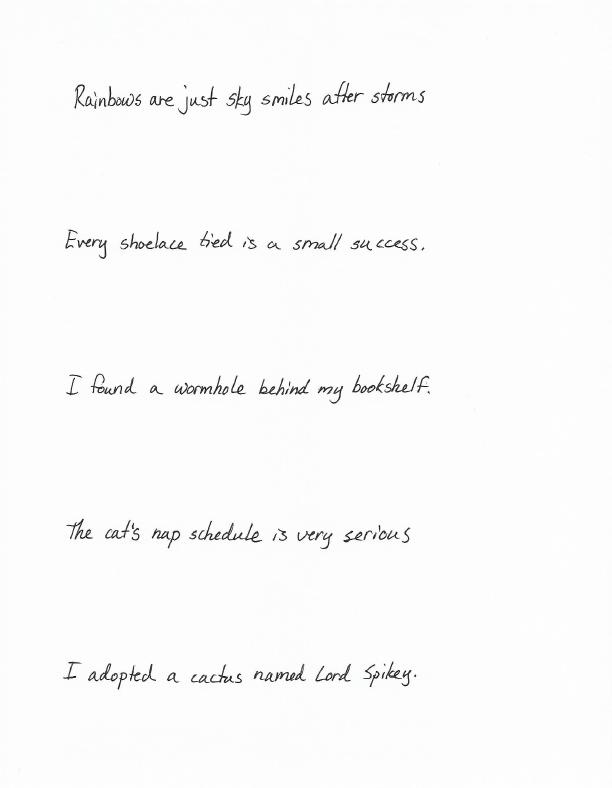 Rainbows are just sky smiles after storms
Every shoelace tied is a small success.
I found a wormhole behind my bookshelf.
The cat's nap schedule is very serious
I adopted a cactus named Lord Spikey.